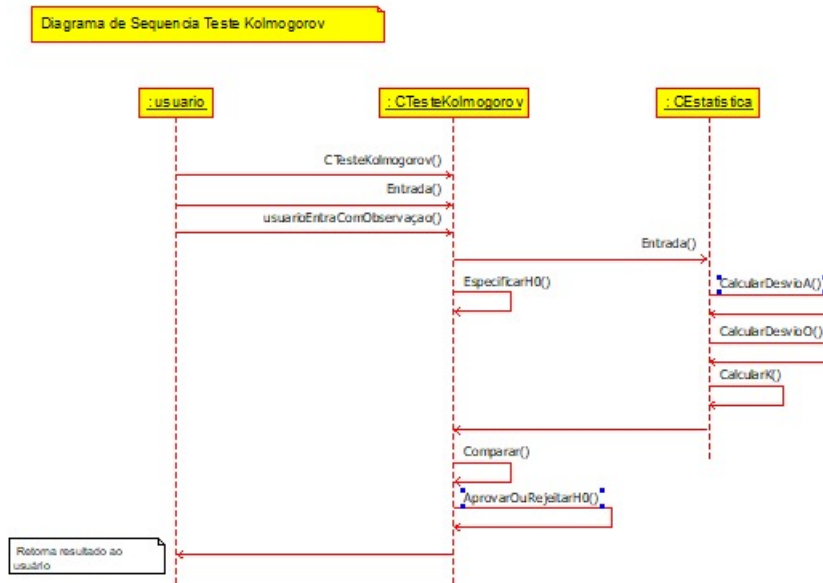 Diagrama de Sequencia Teste Kolmogorov
: usuario
: CTesteKolmogorov
: CEstatistica
CTesteKolmogorov()
Entrada()
usuarioEntraComObservaçao()
Entrada()
EspecificarH0()
CalcularDesvioA()
CalcularDesvioO()
CalcularK()
Comparar()
AprovarOuRejeitarH0()
Retorna resultado ao
usuário